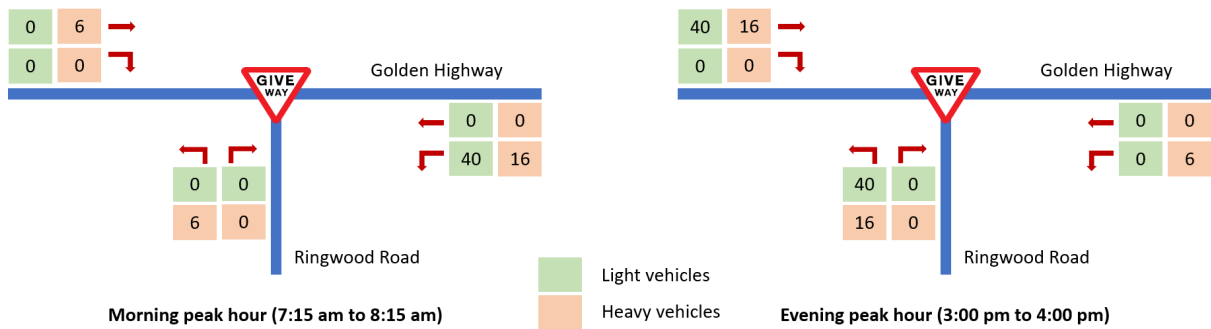 0 6
0 0
GIVE
WAY
Golden Highway
0 0
40 16
0 0
6 0
Ringwood Road
Morning peak hour (7:15 am to 8:15 am)
Light vehicles
Heavy vehicles
40 16
0 0
GIVE
WAY
Golden Highway
0 0
0 6
40 0
16 0
Ringwood Road
Evening peak hour (3:00 pm to 4:00 pm)